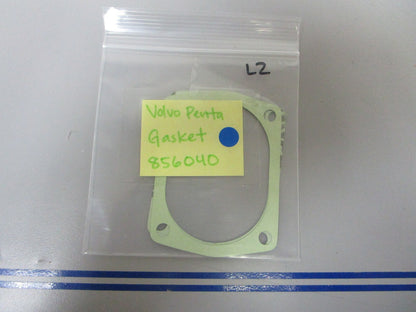 L2
Volvo Penta
Gasket
856040